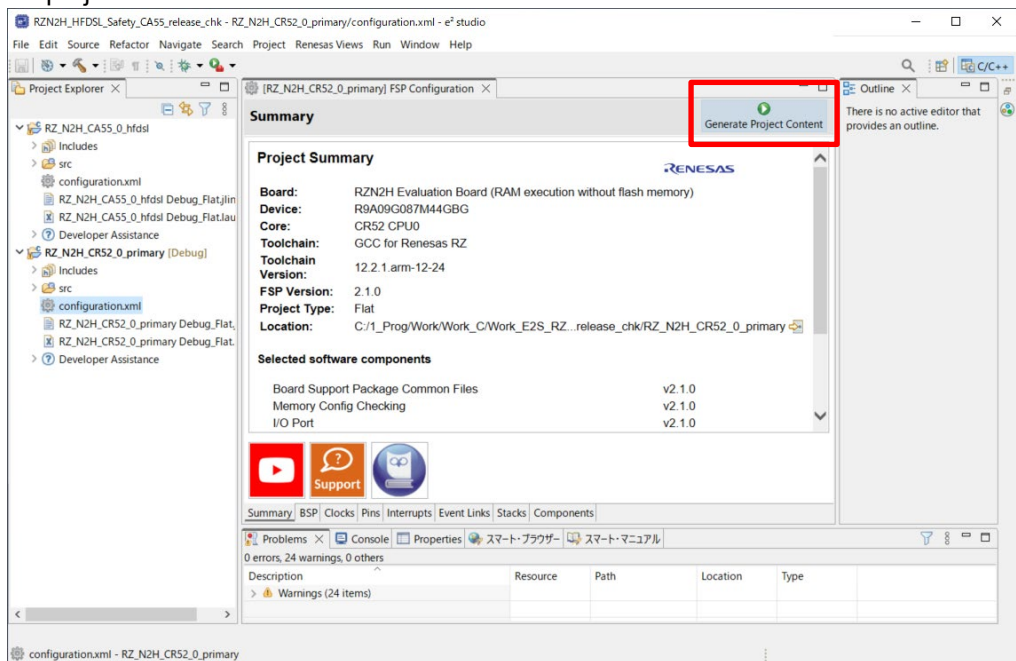 RZN2H_HFDSL_Safety_CA55_release_chk - RZ_N2H_CR52_0_primary/configuration.xml - e² studio
File Edit Source Refactor Navigate Search Project Renesas Views Run Window Help
C/C++
Project Explorer
RZ_N2H_CA55_0_hfdsl
Includes
src
configuration.xml
RZ_N2H_CA55_0_hfdsl Debug_Flat.jlin
RZ_N2H_CA55_0_hfdsl Debug_Flat.lau
Developer Assistance
RZ_N2H_CR52_0_primary [Debug]
Includes
src
configuration.xml
RZ_N2H_CR52_0_primary Debug_Flat.
RZ_N2H_CR52_0_primary Debug_Flat.
Developer Assistance
[RZ_N2H_CR52_0_primary] FSP Configuration
Summary
Generate Project Content
Project Summary
RENESAS
Board: RZN2H Evaluation Board (RAM execution without flash memory)
Device: R9A09G087M44GBG
Core: CR52 CPU0
Toolchain: GCC for Renesas RZ
Toolchain Version: 12.2.1.arm-12-24
FSP Version: 2.1.0
Project Type: Flat
Location: C:/1_Prog/Work/Work_C/Work_E2S_RZ...release_chk/RZ_N2H_CR52_0_primary
Selected software components
Board Support Package Common Files v2.1.0
Memory Config Checking v2.1.0
I/O Port v2.1.0
Support
Summary BSP Clocks Pins Interrupts Event Links Stacks Components
Outline
There is no active editor that
provides an outline.
Problems Console Properties スマート・ブラウザー スマート・マニュアル
0 errors, 24 warnings, 0 others
Description Resource Path Location Type
Warnings (24 items)
configuration.xml - RZ_N2H_CR52_0_primary